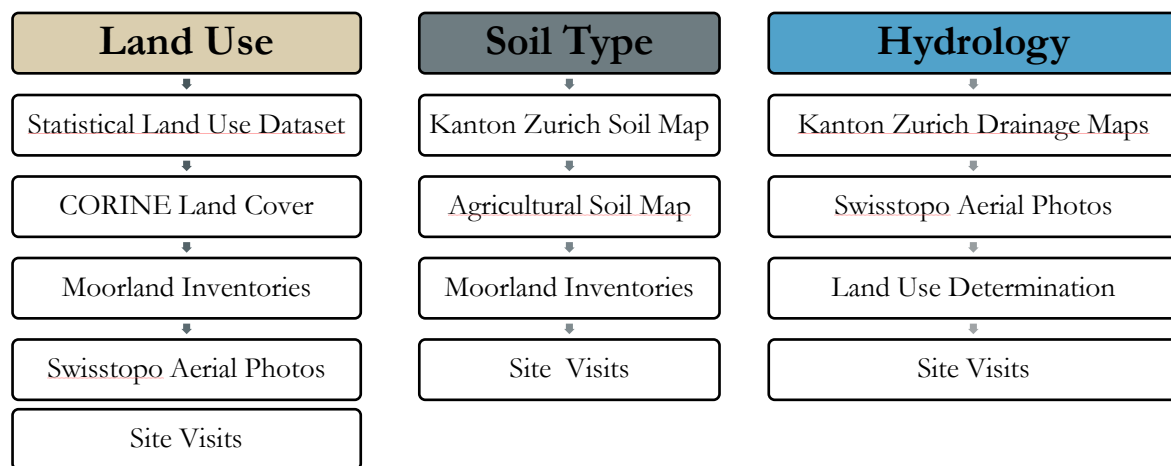 Land Use
Statistical Land Use Dataset
CORINE Land Cover
Moorland Inventories
Swisstopo Aerial Photos
Site Visits
Soil Type
Kanton Zurich Soil Map
Agricultural Soil Map
Moorland Inventories
Site Visits
Hydrology
Kanton Zurich Drainage Maps
Swisstopo Aerial Photos
Land Use Determination
Site Visits